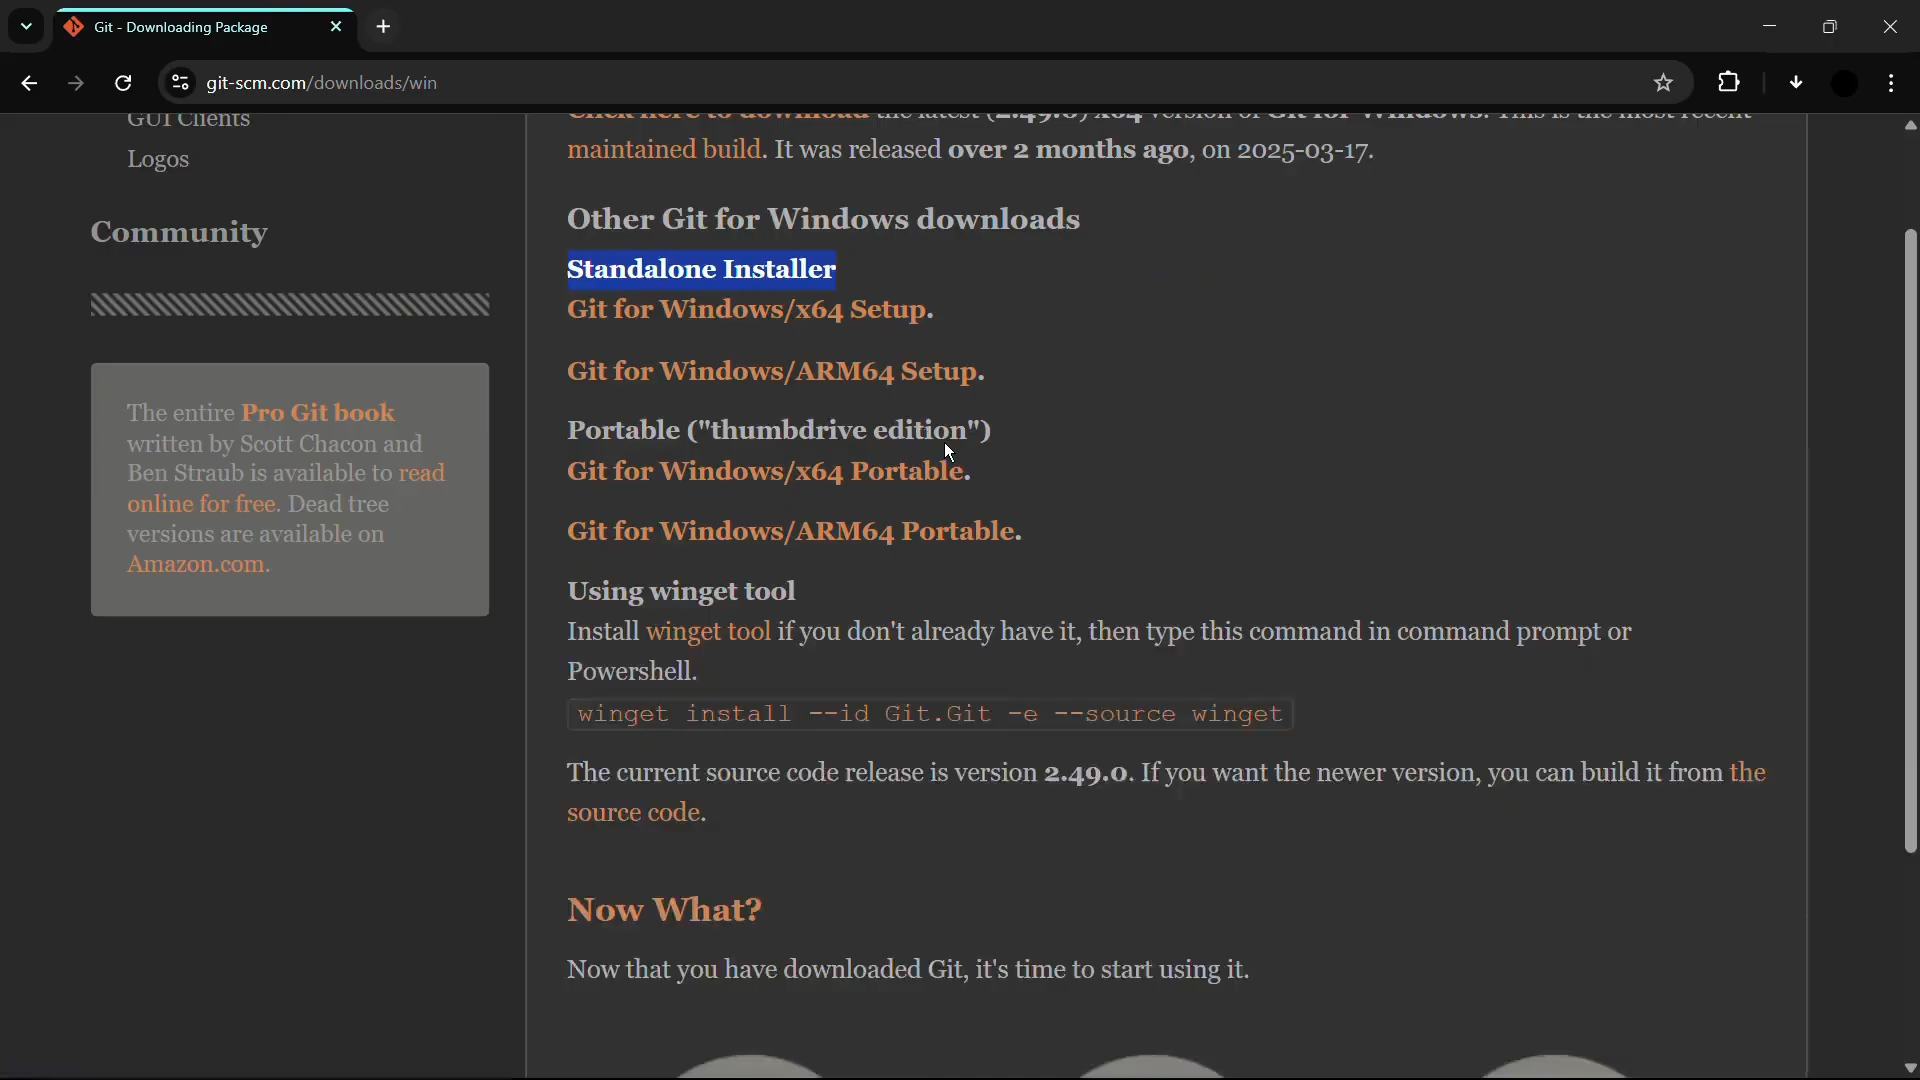 Git - Downloading Package
git-scm.com/downloads/win
GUI Clients
Logos
Community
The entire Pro Git book
written by Scott Chacon and
Ben Straub is available to read
online for free. Dead tree
versions are available on
Amazon.com.
Click here to download the latest (2.49.0) x64 version of Git for Windows. This is the most recent
maintained build. It was released over 2 months ago, on 2025-03-17.
Other Git for Windows downloads
Standalone Installer
Git for Windows/x64 Setup.
Git for Windows/ARM64 Setup.
Portable ("thumbdrive edition")
Git for Windows/x64 Portable.
Git for Windows/ARM64 Portable.
Using winget tool
Install winget tool if you don't already have it, then type this command in command prompt or
Powershell.
winget install --id Git.Git -e --source winget
The current source code release is version 2.49.0. If you want the newer version, you can build it from the
source code.
Now What?
Now that you have downloaded Git, it's time to start using it.